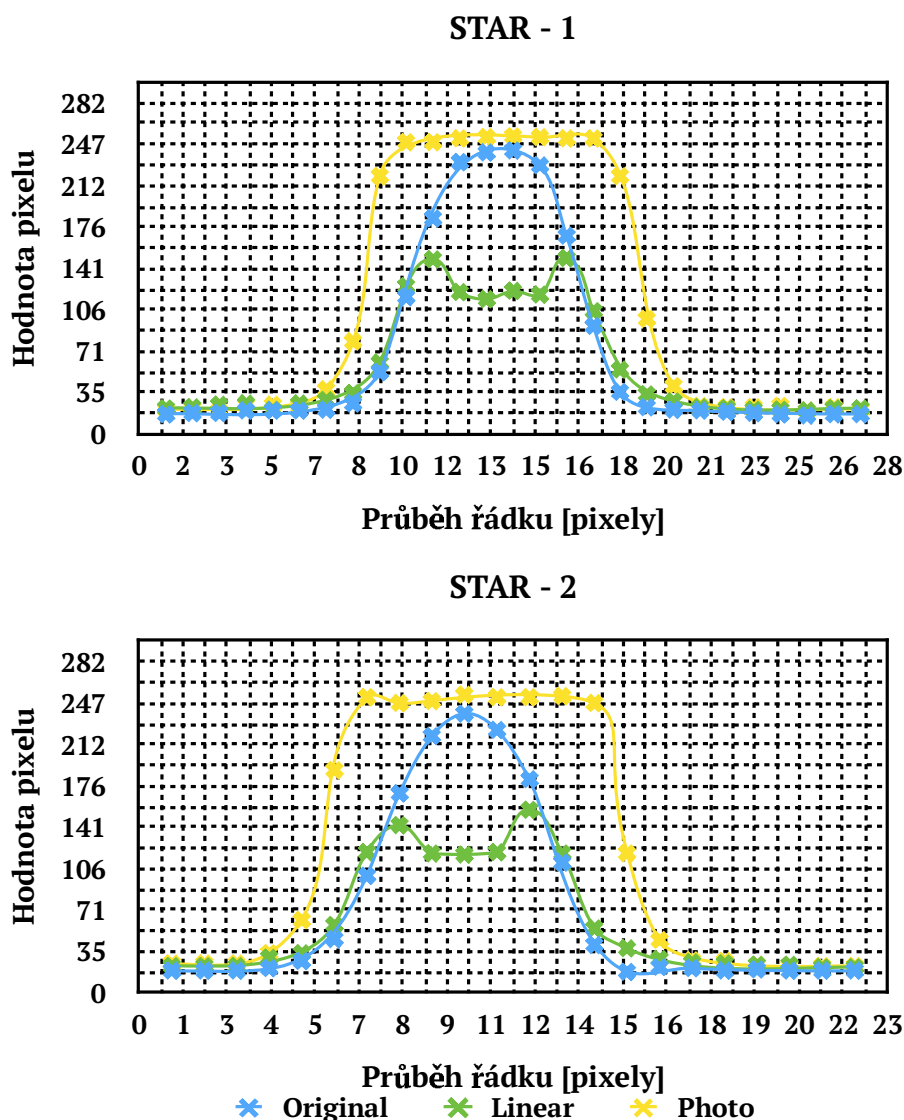 STAR - 1
Hodnota pixelu
282
247
212
176
141
106
71
35
0
0 2 3 5 7 8 10 12 13 15 16 18 20 21 23 25 26 28
Průběh řádku [pixely]
STAR - 2
Hodnota pixelu
282
247
212
176
141
106
71
35
0
0 1 3 4 5 7 8 9 11 12 14 15 16 18 19 20 22 23
Průběh řádku [pixely]
Original Linear Photo